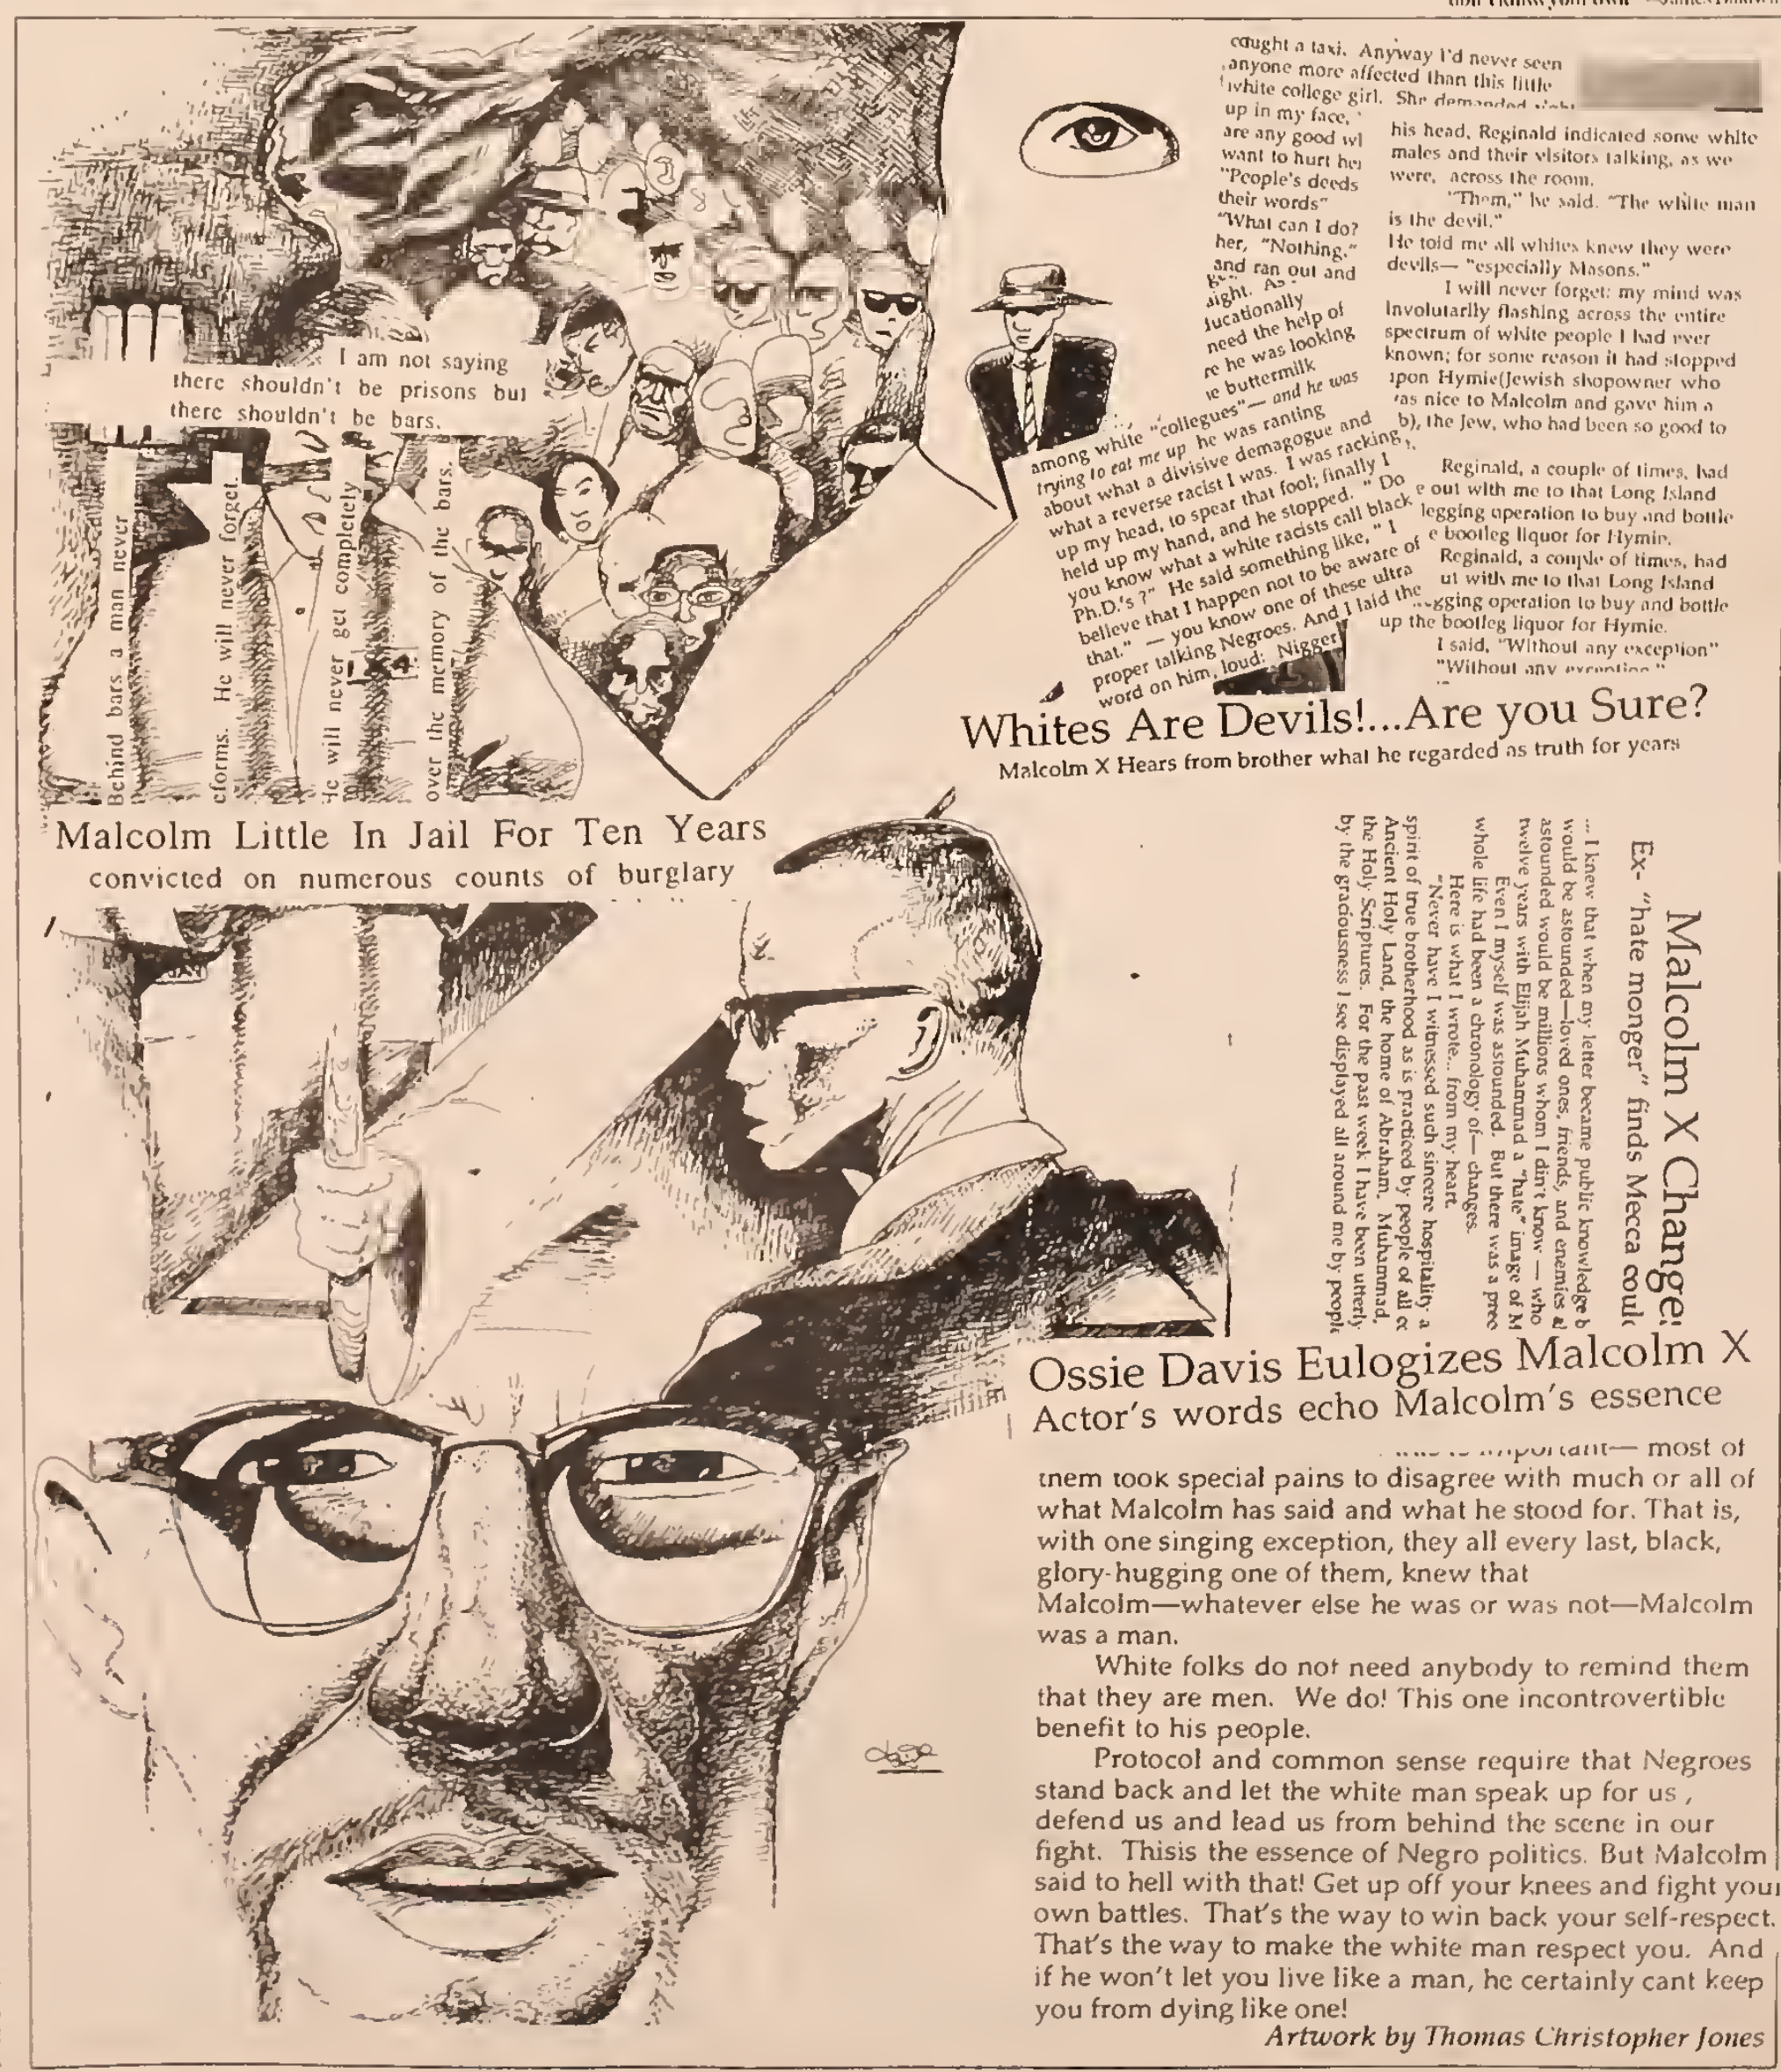 caught a taxi. Anyway I'd never seen
anyone more affected than this little
white college girl. She demanded
up in my face,
are any good
want to hurt
"People's deeds
their words"
"What can I do?
her, "Nothing."
and ran out and
ducationally
need the help of
he was looking
buttermilk
among white "collegues"— and he was
trying to eat me up he was ranting
about what a divisive demagogue and
what a reverse racist I was. I was racking
up my head, to spear that fool; finally I
held up my hand, and he stopped. " Do
you know what a white racists call black
Ph.D.'s ?" He said something like, " I
believe that I happen not to be aware of
that." — you know one of these ultra
proper talking Negroes. And I laid the
word on him, loud: Nigger
his head, Reginald indicated some white
males and their visitors talking, as we
were, across the room.
"Them," he said. "The white man
is the devil."
He told me all whites knew they were
devils— "especially Masons."
I will never forget: my mind was
involutarily flashing across the entire
spectrum of white people I had ever
known; for some reason it had stopped
upon Hymie(Jewish shopowner who
was nice to Malcolm and gave him a
b), the Jew, who had been so good to
Reginald, a couple of times, had
out with me to that Long Island
legging operation to buy and bottle
e bootleg liquor for Hymie.
Reginald, a couple of times, had
ut with me to that Long Island
gging operation to buy and bottle
up the bootleg liquor for Hymie.
I said, "Without any exception"
"Without any exception."
Whites Are Devils!...Are you Sure?
Malcolm X Hears from brother what he regarded as truth for years
I am not saying
there shouldn't be prisons but
there shouldn't be bars.
Behind bars, a man never
eforms. He will never forget.
He will never get completely
over the memory of the bars.
Malcolm Little In Jail For Ten Years
convicted on numerous counts of burglary
Malcolm X Changes
Ex- "hate monger" finds Mecca coul
... I knew that when my letter became public knowledge b
would be astounded—loved ones, friends, and enemies al
astounded would be millions whom I din't know — who
twelve years with Elijah Muhammad a "hate" image of M
Even I myself was astounded. But there was a prec
whole life had been a chronology of— changes.
Here is what I wrote... from my heart.
"Never have I witnessed such sincere hospitality a
spirit of true brotherhood as is practiced by people of all cc
Ancient Holy Land, the home of Abraham, Muhammad,
the Holy Scriptures. For the past week I have been utterly
by the graciousness I see displayed all around me by people
Ossie Davis Eulogizes Malcolm X
Actor's words echo Malcolm's essence
important— most of
them took special pains to disagree with much or all of
what Malcolm has said and what he stood for. That is,
with one singing exception, they all every last, black,
glory-hugging one of them, knew that
Malcolm—whatever else he was or was not—Malcolm
was a man.
White folks do not need anybody to remind them
that they are men. We do! This one incontrovertible
benefit to his people.
Protocol and common sense require that Negroes
stand back and let the white man speak up for us ,
defend us and lead us from behind the scene in our
fight. Thisis the essence of Negro politics. But Malcolm
said to hell with that! Get up off your knees and fight your
own battles. That's the way to win back your self-respect.
That's the way to make the white man respect you. And
if he won't let you live like a man, he certainly cant keep
you from dying like one!
Artwork by Thomas Christopher Jones